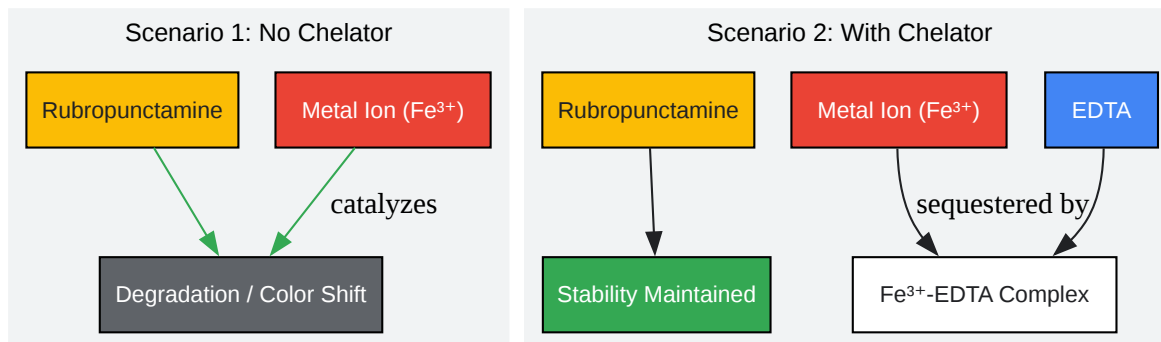 Scenario 1: No Chelator
Rubropunctamine
Metal Ion (Fe³⁺)
catalyzes
Degradation / Color Shift
Scenario 2: With Chelator
Rubropunctamine
Metal Ion (Fe³⁺)
EDTA
sequestered by
Stability Maintained
Fe³⁺-EDTA Complex